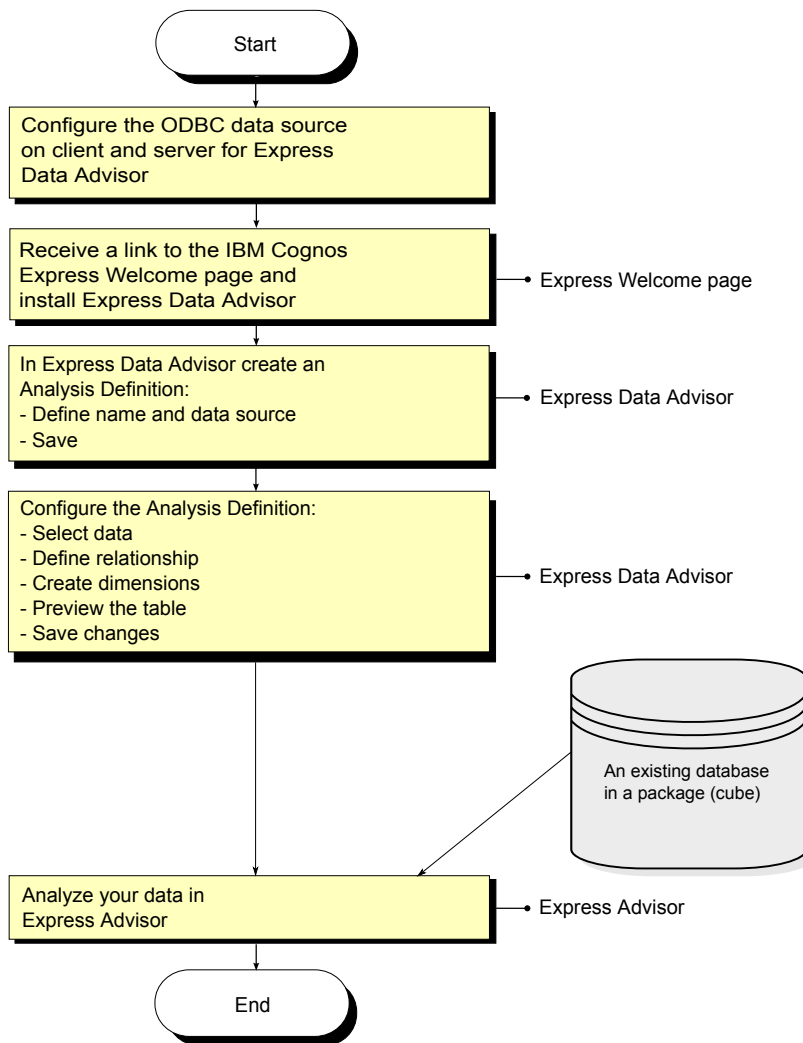 Start
Configure the ODBC data source
on client and server for Express
Data Advisor
Receive a link to the IBM Cognos
Express Welcome page and
install Express Data Advisor
Express Welcome page
In Express Data Advisor create an
Analysis Definition:
- Define name and data source
- Save
Express Data Advisor
Configure the Analysis Definition:
- Select data
- Define relationship
- Create dimensions
- Preview the table
- Save changes
Express Data Advisor
An existing database
in a package (cube)
Analyze your data in
Express Advisor
Express Advisor
End